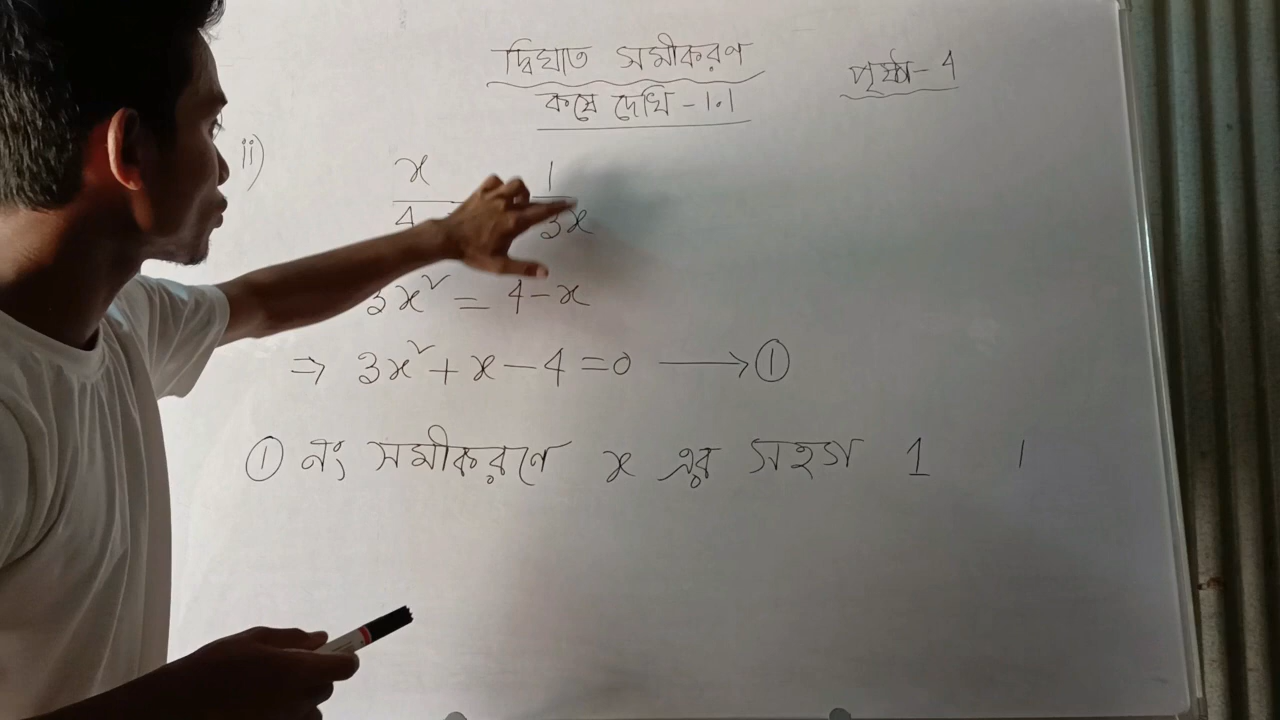 দ্বিঘাত সমীকরণ
কষে দেখি - 1.1
পৃষ্ঠা - 4
ii)
x 1
4 3x
3x² = 4 - x
⇒ 3x² + x - 4 = 0 ⟶ ①
① নং সমীকরণে x এর সহগ 1 ।